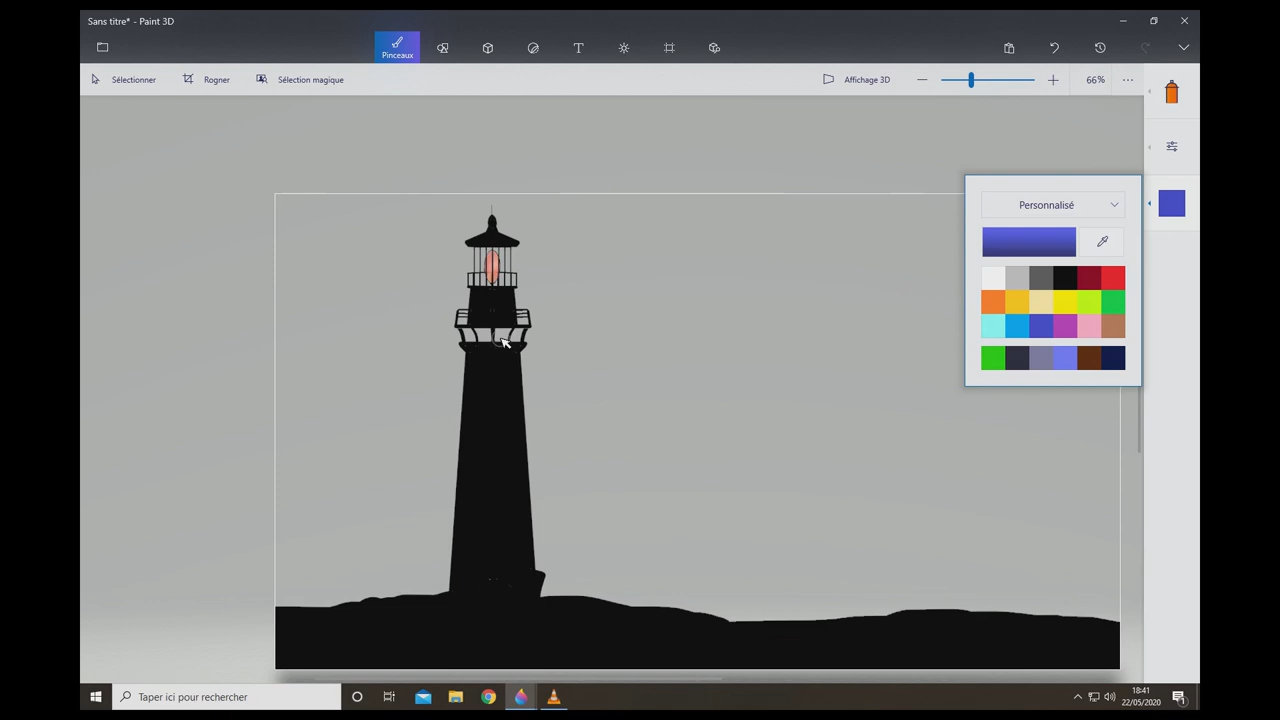 Sans titre* - Paint 3D
Pinceaux
Sélectionner
Rogner
Sélection magique
Affichage 3D
66%
Personnalisé
Taper ici pour rechercher
18:41
22/05/2020
1